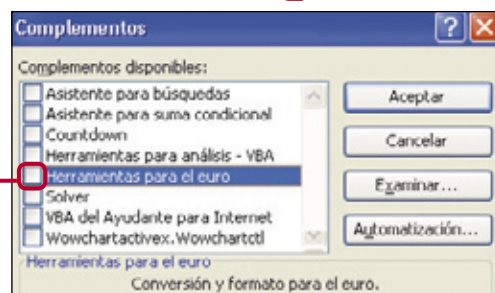 Complementos
Complementos disponibles:
Asistente para búsquedas
Asistente para suma condicional
Countdown
Herramientas para análisis - VBA
Herramientas para el euro
Solver
VBA del Ayudante para Internet
Wowchartactivex.Wowchartctl
Aceptar
Cancelar
Examinar...
Automatización...
Herramientas para el euro
Conversión y formato para el euro.